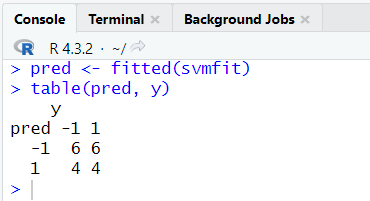 Console Terminal Background Jobs
R R 4.3.2 · ~/
> pred <- fitted(svmfit)
> table(pred, y)
    y
pred -1 1
  -1  6 6
  1   4 4
>